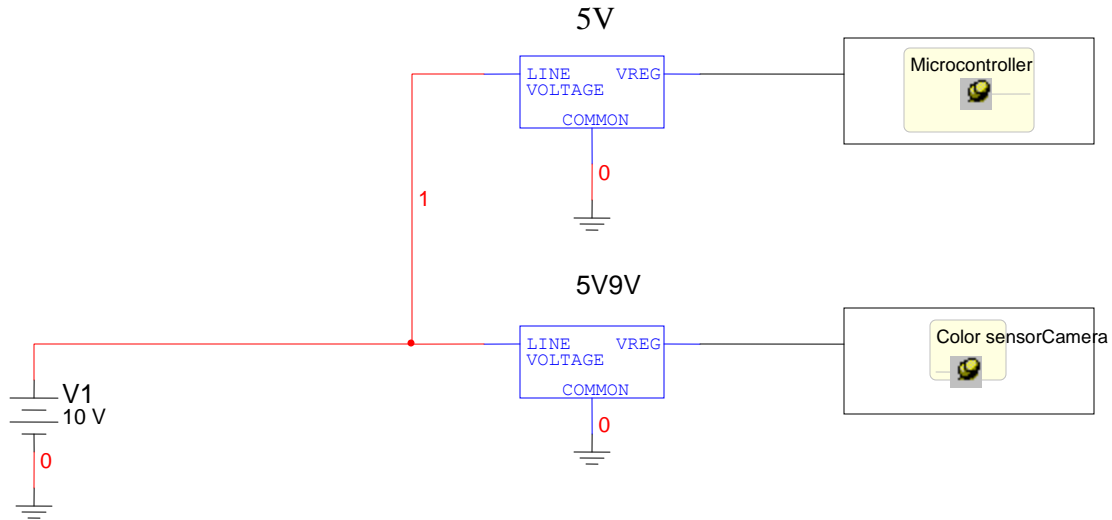 5V
LINE VREG
VOLTAGE
COMMON
Microcontroller
0
1
5V9V
LINE VREG
VOLTAGE
COMMON
Color sensorCamera
0
V1
10 V
0